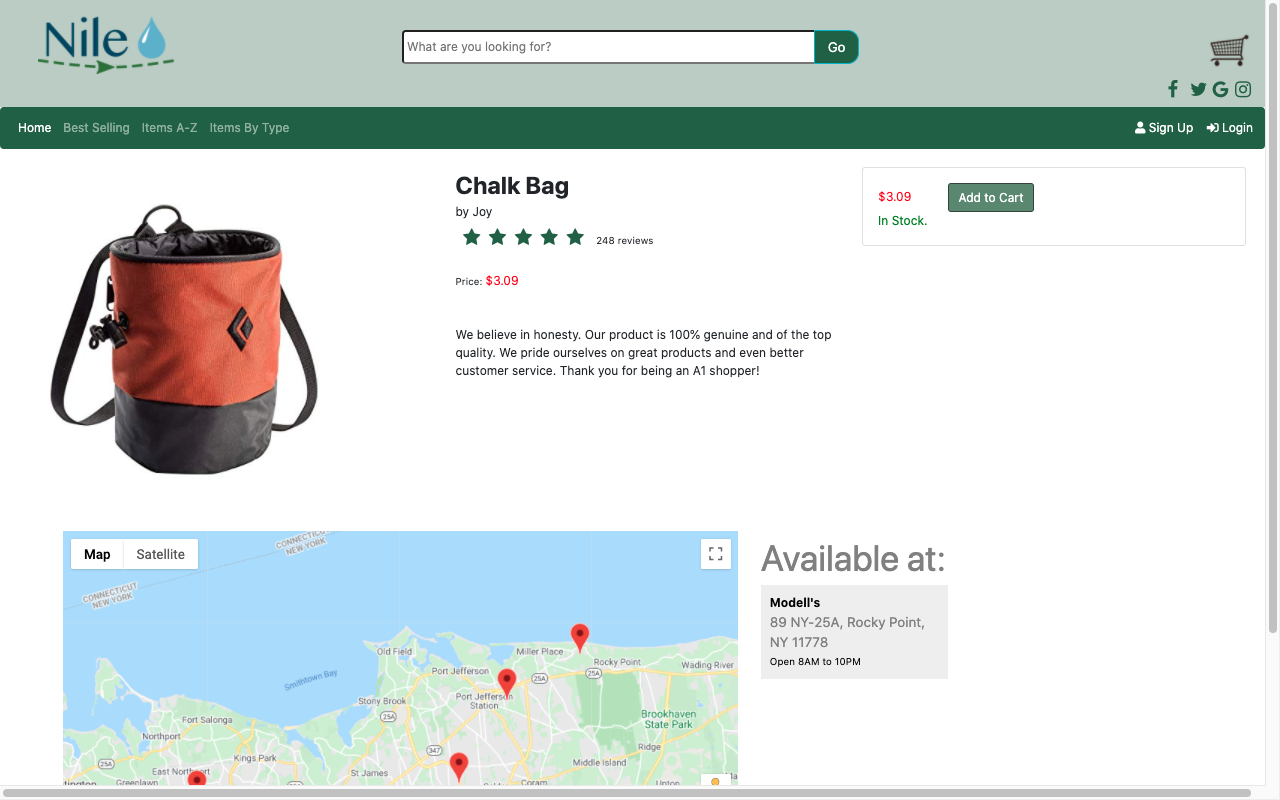 Nile
What are you looking for?
Go
Home
Best Selling
Items A-Z
Items By Type
Sign Up
Login
Chalk Bag
by Joy
248 reviews
Price: $3.09
We believe in honesty. Our product is 100% genuine and of the top
quality. We pride ourselves on great products and even better
customer service. Thank you for being an A1 shopper!
$3.09
Add to Cart
In Stock.
Map
Satellite
CONNECTICUT
NEW YORK
CONNECTICUT
NEW YORK
Old Field
Miller Place
Rocky Point
Wading River
Port Jefferson
25A
25A
Smithtown Bay
Stony Brook
Port Jefferson
Station
25A
Fort Salonga
Brookhaven
State Park
Northport
347
Ridge
Kings Park
25A
East Northport
St James
Middle Island
Greenlawn
Coram
Upton
Available at:
Modell's
89 NY-25A, Rocky Point,
NY 11778
Open 8AM to 10PM